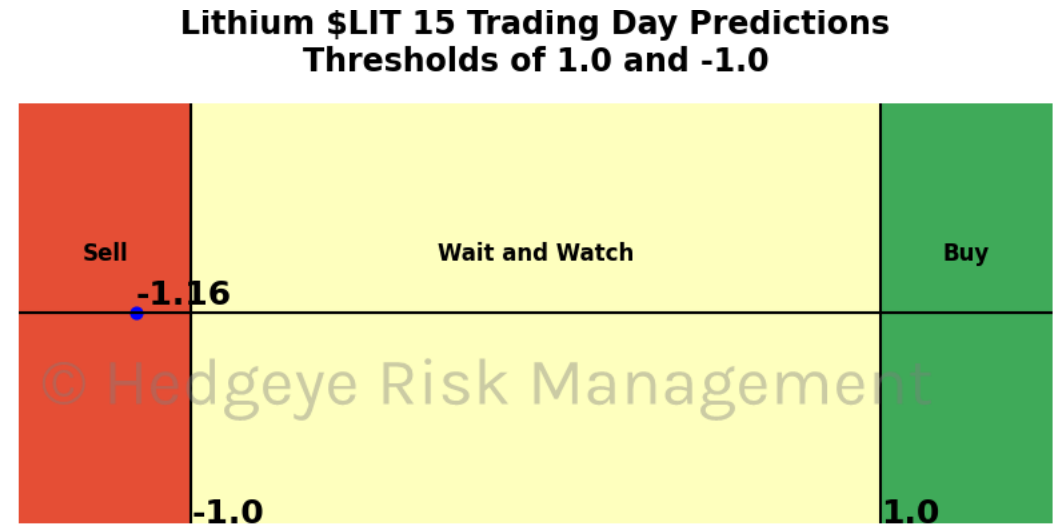 Lithium $LIT 15 Trading Day Predictions
Thresholds of 1.0 and -1.0
Sell Wait and Watch Buy
-1.16
© Hedgeye Risk Management
-1.0 1.0